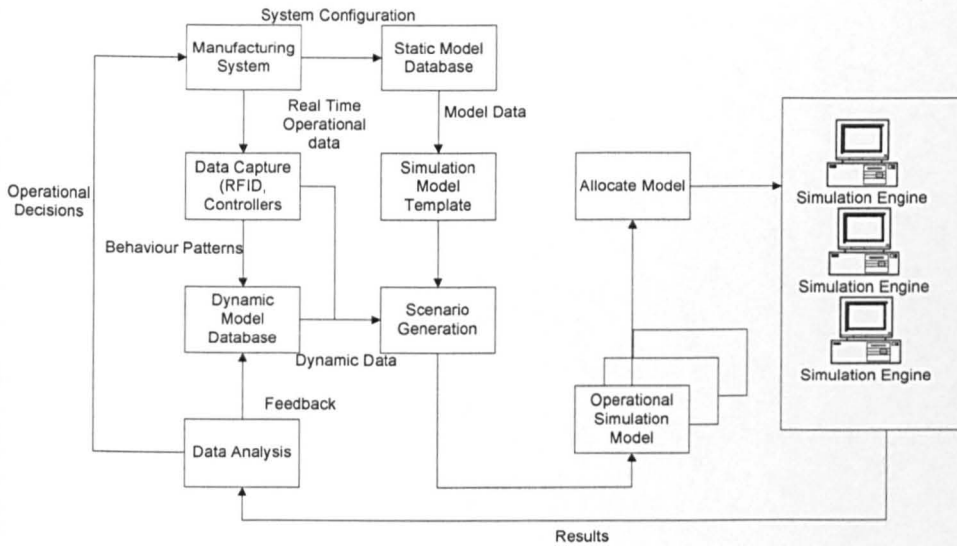 System Configuration
Manufacturing
System
Static Model
Database
Real Time
Operational
data
Model Data
Data Capture
(RFID,
Controllers
Simulation
Model
Template
Allocate Model
Simulation Engine
Operational
Decisions
Behaviour Patterns
Simulation Engine
Dynamic
Model
Database
Scenario
Generation
Dynamic Data
Simulation Engine
Feedback
Operational
Simulation
Model
Data Analysis
Results